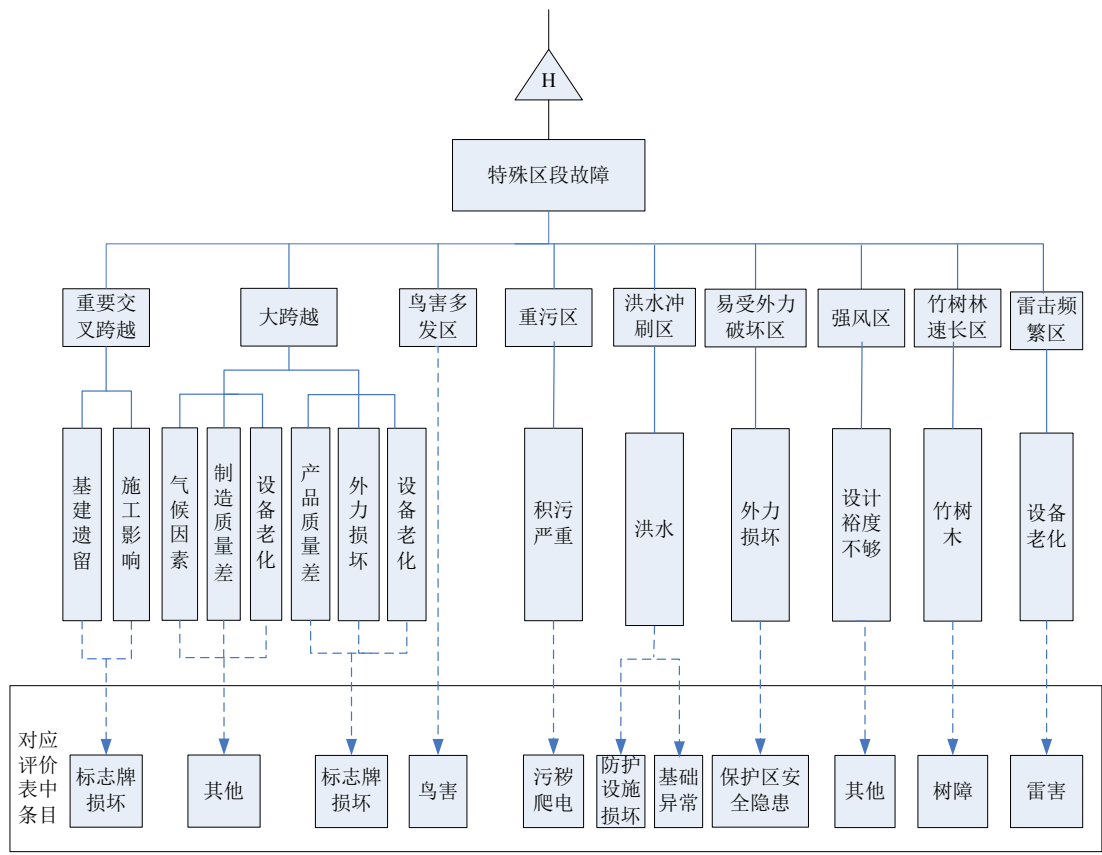 H
特殊区段故障
重要交
叉跨越
大跨越
鸟害多
发区
重污区
洪水冲
刷区
易受外力
破坏区
强风区
竹树林
速长区
雷击频
繁区
基建遗留
施工影响
气候因素
制造质量差
设备老化
产品质量差
外力损坏
设备老化
积污
严重
洪水
外力
损坏
设计
裕度
不够
竹树
木
设备
老化
对应
评价
表中
条目
标志牌
损坏
其他
标志牌
损坏
鸟害
污秽
爬电
防护
设施
损坏
基础
异常
保护区安
全隐患
其他
树障
雷害